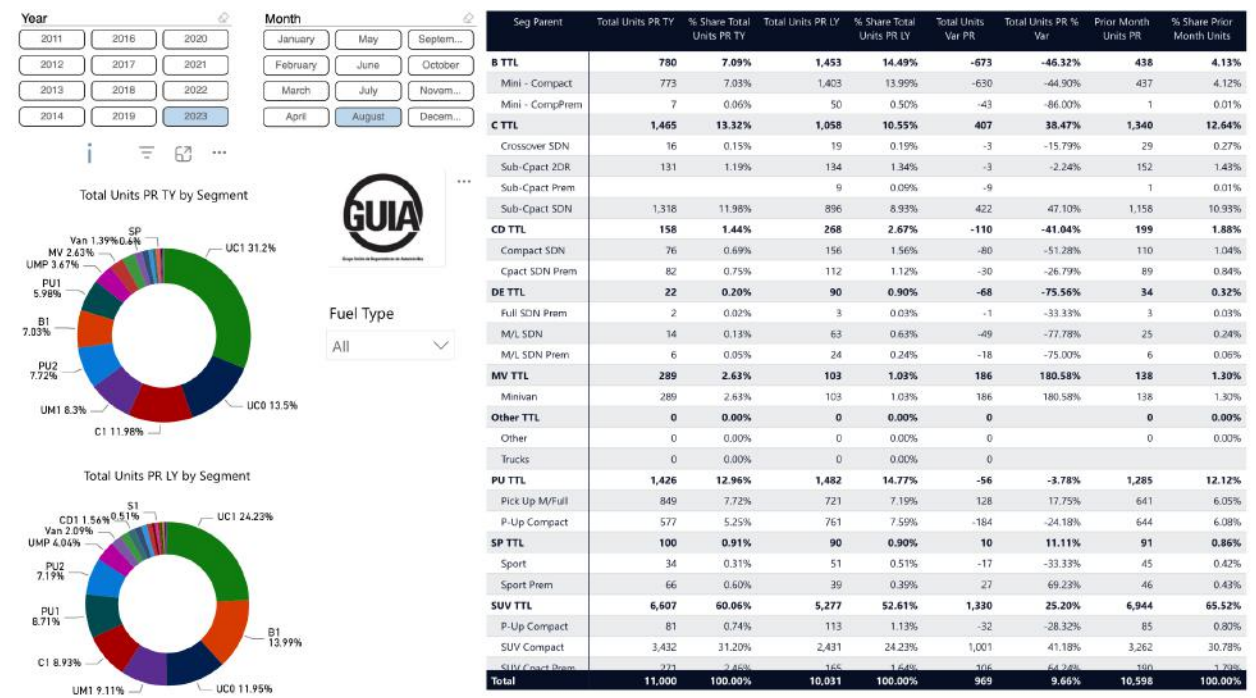 Year
2011 2016 2020
2012 2017 2021
2013 2018 2022
2014 2019 2023
Month
January May Septem...
February June October
March July Novem...
April August Decem...
Total Units PR TY by Segment
SP
Van 1.39% 0.6%
MV 2.63%
UMP 3.67%
PU1 5.98%
B1 7.03%
PU2 7.72%
UM1 8.3%
C1 11.98%
UC0 13.5%
UC1 31.2%
GUIA
Fuel Type
All
Total Units PR LY by Segment
S1
CD1 1.56% 0.51%
Van 2.09%
UMP 4.04%
PU2 7.19%
PU1 8.71%
C1 8.93%
UM1 9.11%
UC0 11.95%
B1 13.99%
UC1 24.23%
Seg Parent Total Units PR TY % Share Total Units PR TY Total Units PR LY % Share Total Units PR LY Total Units Var PR Total Units PR % Var Prior Month Units PR % Share Prior Month Units
B TTL 780 7.09% 1,453 14.49% -673 -46.32% 438 4.13%
Mini - Compact 773 7.03% 1,403 13.99% -630 -44.90% 437 4.12%
Mini - CompPrem 7 0.06% 50 0.50% -43 -86.00% 1 0.01%
C TTL 1,465 13.32% 1,058 10.55% 407 38.47% 1,340 12.64%
Crossover SDN 16 0.15% 19 0.19% -3 -15.79% 29 0.27%
Sub-Cpact 2DR 131 1.19% 134 1.34% -3 -2.24% 152 1.43%
Sub-Cpact Prem 9 0.09% -9 1 0.01%
Sub-Cpact SDN 1,318 11.98% 896 8.93% 422 47.10% 1,158 10.93%
CD TTL 158 1.44% 268 2.67% -110 -41.04% 199 1.88%
Compact SDN 76 0.69% 156 1.56% -80 -51.28% 110 1.04%
Cpact SDN Prem 82 0.75% 112 1.12% -30 -26.79% 89 0.84%
DE TTL 22 0.20% 90 0.90% -68 -75.56% 34 0.32%
Full SDN Prem 2 0.02% 3 0.03% -1 -33.33% 3 0.03%
M/L SDN 14 0.13% 63 0.63% -49 -77.78% 25 0.24%
M/L SDN Prem 6 0.05% 24 0.24% -18 -75.00% 6 0.06%
MV TTL 289 2.63% 103 1.03% 186 180.58% 138 1.30%
Minivan 289 2.63% 103 1.03% 186 180.58% 138 1.30%
Other TTL 0 0.00% 0 0.00% 0 0 0.00%
Other 0 0.00% 0 0.00% 0 0 0.00%
Trucks 0 0.00% 0 0.00% 0
PU TTL 1,426 12.96% 1,482 14.77% -56 -3.78% 1,285 12.12%
Pick Up M/Full 849 7.72% 721 7.19% 128 17.75% 641 6.05%
P-Up Compact 577 5.25% 761 7.59% -184 -24.18% 644 6.08%
SP TTL 100 0.91% 90 0.90% 10 11.11% 91 0.86%
Sport 34 0.31% 51 0.51% -17 -33.33% 45 0.42%
Sport Prem 66 0.60% 39 0.39% 27 69.23% 46 0.43%
SUV TTL 6,607 60.06% 5,277 52.61% 1,330 25.20% 6,944 65.52%
P-Up Compact 81 0.74% 113 1.13% -32 -28.32% 85 0.80%
SUV Compact 3,432 31.20% 2,431 24.23% 1,001 41.18% 3,262 30.78%
SUV Cpact Prem 271 2.46% 165 1.64% 106 64.24% 190 1.79%
Total 11,000 100.00% 10,031 100.00% 969 9.66% 10,598 100.00%